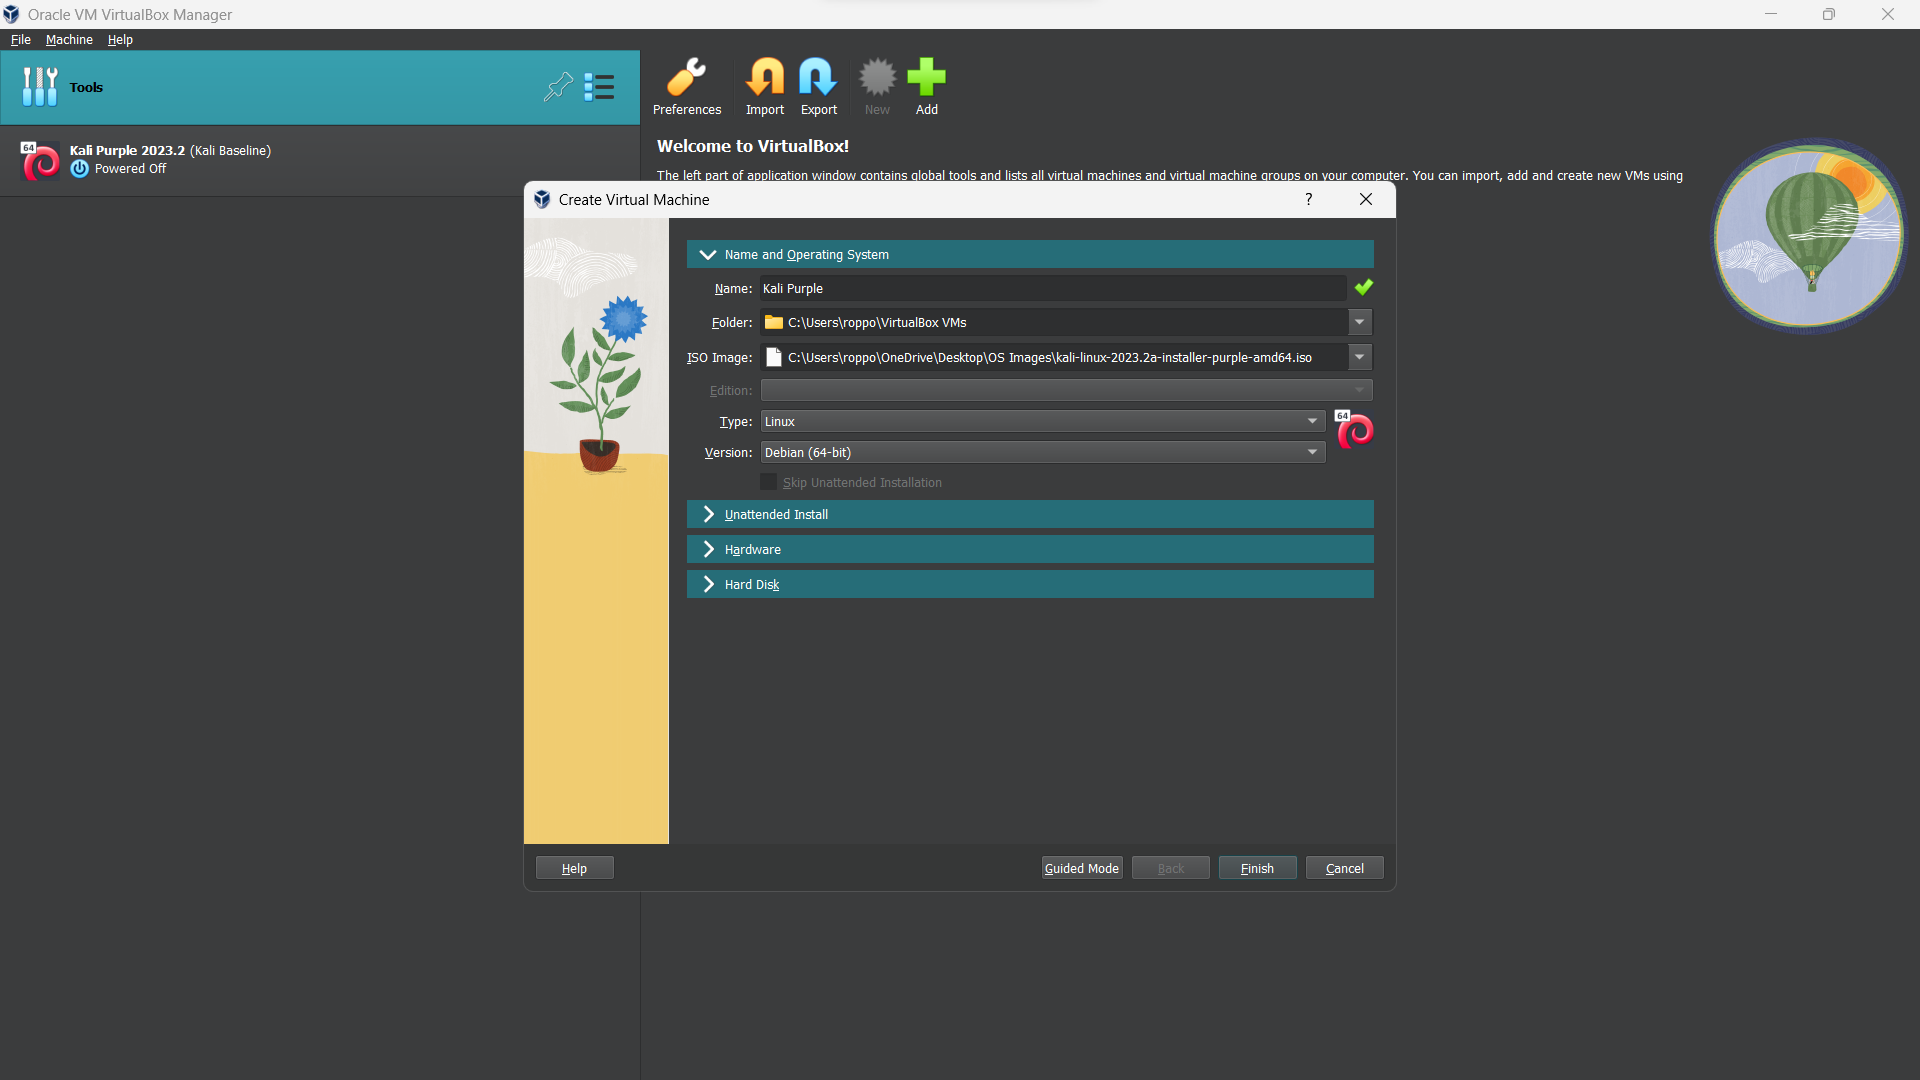 Oracle VM VirtualBox Manager
File Machine Help
Tools
Preferences Import Export New Add
64 Kali Purple 2023.2 (Kali Baseline)
Powered Off
Welcome to VirtualBox!
The left part of application window contains global tools and lists all virtual machines and virtual machine groups on your computer. You can import, add and create new VMs using
Create Virtual Machine ?
Name and Operating System
Name: Kali Purple
Folder: C:\Users\roppo\VirtualBox VMs
ISO Image: C:\Users\roppo\OneDrive\Desktop\OS Images\kali-linux-2023.2a-installer-purple-amd64.iso
Edition:
Type: Linux 64
Version: Debian (64-bit)
Skip Unattended Installation
Unattended Install
Hardware
Hard Disk
Help Guided Mode Back Finish Cancel